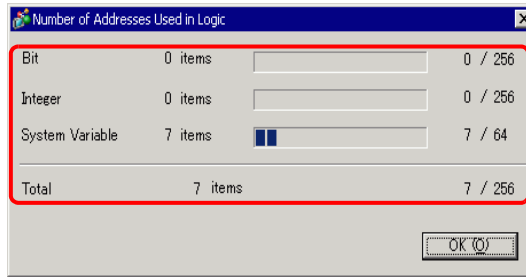 Number of Addresses Used in Logic
Bit 0 items 0 / 256
Integer 0 items 0 / 256
System Variable 7 items 7 / 64
Total 7 items 7 / 256
OK (O)